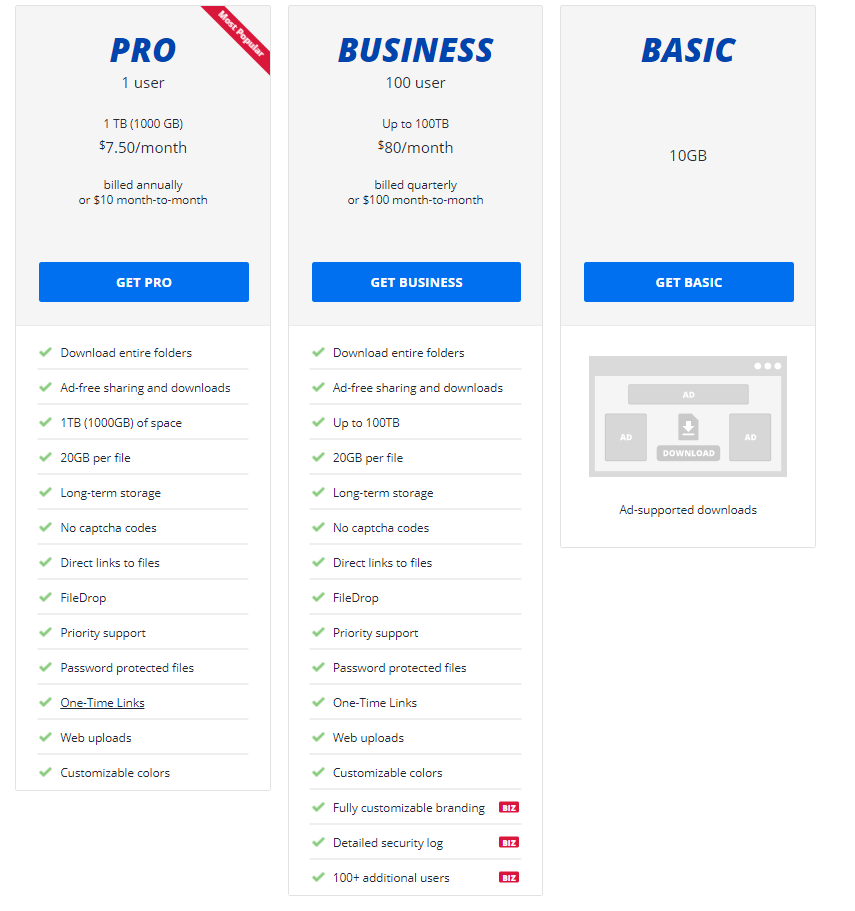 Most Popular
PRO
1 user
1 TB (1000 GB)
$7.50/month
billed annually
or $10 month-to-month
GET PRO
Download entire folders
Ad-free sharing and downloads
1TB (1000GB) of space
20GB per file
Long-term storage
No captcha codes
Direct links to files
FileDrop
Priority support
Password protected files
One-Time Links
Web uploads
Customizable colors
BUSINESS
100 user
Up to 100TB
$80/month
billed quarterly
or $100 month-to-month
GET BUSINESS
Download entire folders
Ad-free sharing and downloads
Up to 100TB
20GB per file
Long-term storage
No captcha codes
Direct links to files
FileDrop
Priority support
Password protected files
One-Time Links
Web uploads
Customizable colors
Fully customizable branding BIZ
Detailed security log BIZ
100+ additional users BIZ
BASIC
10GB
GET BASIC
AD
AD
AD
DOWNLOAD
Ad-supported downloads